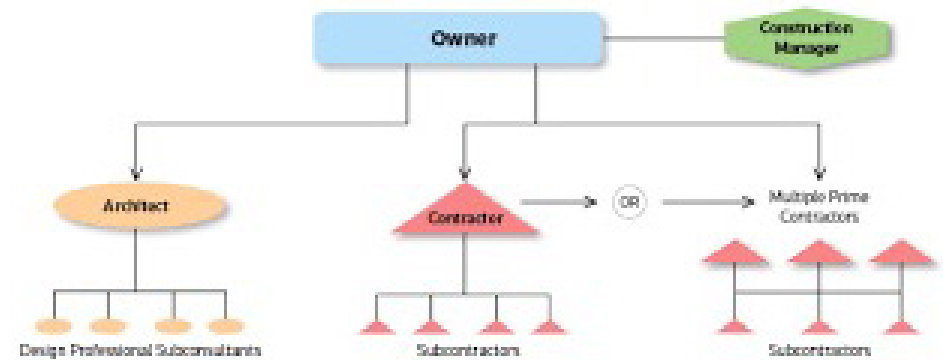 Owner
Construction
Manager
Architect
Contractor
OR
Multiple Prime
Contractors
Design Professional Subconsultants
Subcontractors
Subcontractors